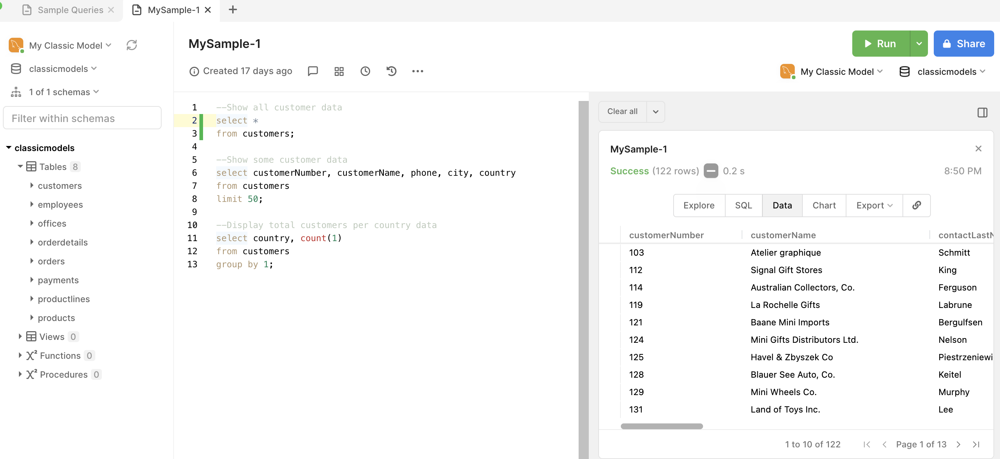 Sample Queries
MySample-1
My Classic Model
classicmodels
1 of 1 schemas
Filter within schemas
classicmodels
Tables 8
customers
employees
offices
orderdetails
orders
payments
productlines
products
Views 0
Functions 0
Procedures 0
MySample-1
Created 17 days ago
Run
Share
My Classic Model
classicmodels
1 --Show all customer data
2 select *
3 from customers;
4
5 --Show some customer data
6 select customerNumber, customerName, phone, city, country
7 from customers
8 limit 50;
9
10 --Display total customers per country data
11 select country, count(1)
12 from customers
13 group by 1;
Clear all
MySample-1
Success (122 rows) 0.2 s 8:50 PM
Explore SQL Data Chart Export
customerNumber customerName contactLastN
103 Atelier graphique Schmitt
112 Signal Gift Stores King
114 Australian Collectors, Co. Ferguson
119 La Rochelle Gifts Labrune
121 Baane Mini Imports Bergulfsen
124 Mini Gifts Distributors Ltd. Nelson
125 Havel & Zbyszek Co Piestrzeniewi
128 Blauer See Auto, Co. Keitel
129 Mini Wheels Co. Murphy
131 Land of Toys Inc. Lee
1 to 10 of 122 Page 1 of 13